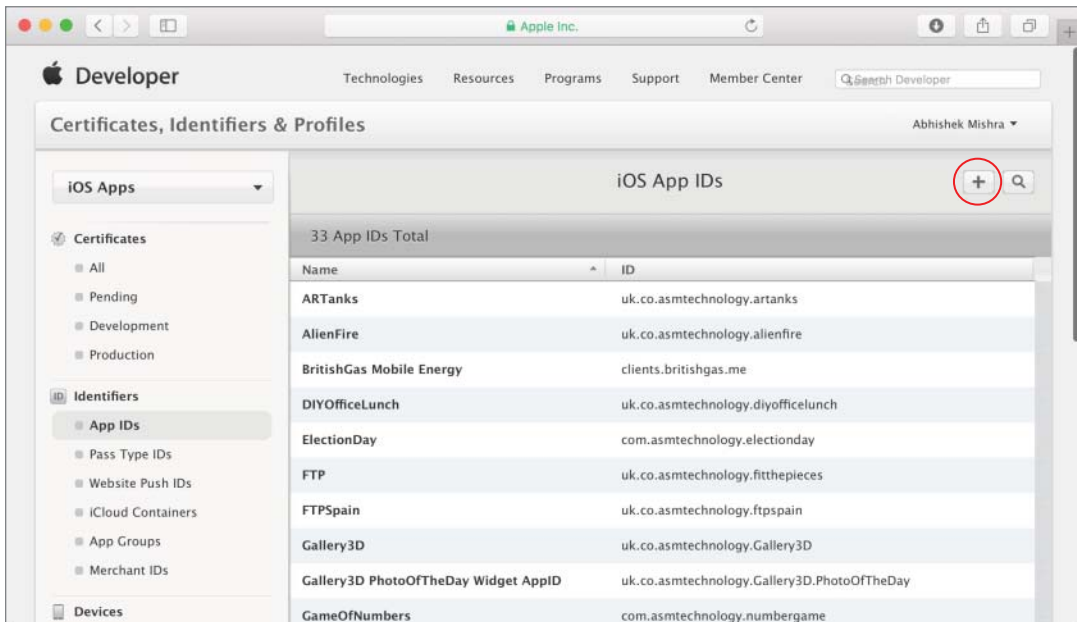 Apple Inc.
Developer
Technologies Resources Programs Support Member Center
Search Developer
Certificates, Identifiers & Profiles
Abhishek Mishra
iOS Apps
Certificates
All
Pending
Development
Production
ID Identifiers
App IDs
Pass Type IDs
Website Push IDs
iCloud Containers
App Groups
Merchant IDs
Devices
iOS App IDs
33 App IDs Total
Name ID
ARTanks uk.co.asmtechnology.artanks
AlienFire uk.co.asmtechnology.alienfire
BritishGas Mobile Energy clients.britishgas.me
DIYOfficeLunch uk.co.asmtechnology.diyofficelunch
ElectionDay com.asmtechnology.electionday
FTP uk.co.asmtechnology.fitthepieces
FTPSpain uk.co.asmtechnology.ftpspain
Gallery3D uk.co.asmtechnology.Gallery3D
Gallery3D PhotoOfTheDay Widget AppID uk.co.asmtechnology.Gallery3D.PhotoOfTheDay
GameOfNumbers com.asmtechnology.numbergame